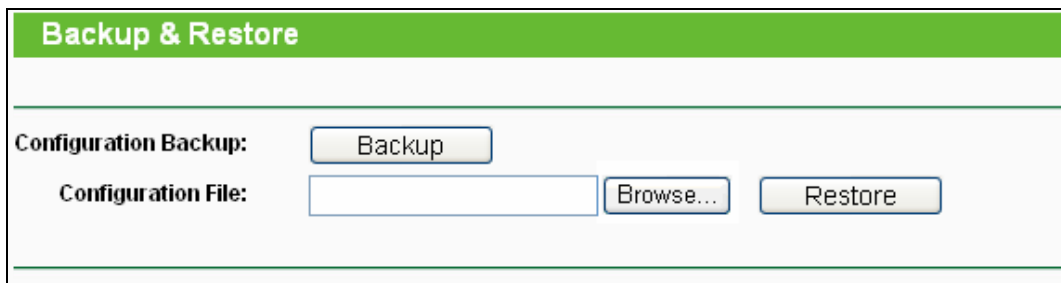 Backup & Restore
Configuration Backup: Backup
Configuration File: Browse... Restore